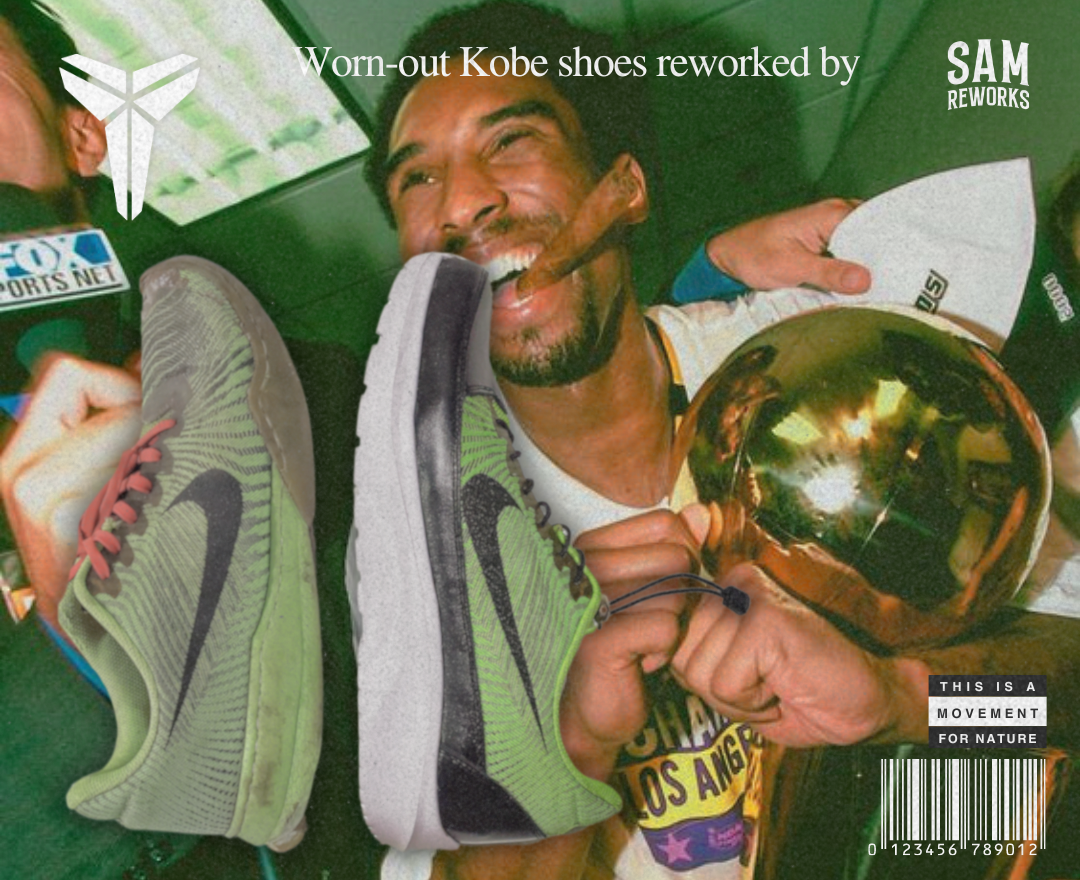 Worn-out Kobe shoes reworked by
SAM
REWORKS
FOX
PORTS NET
LOS ANG
THIS IS A
MOVEMENT
FOR NATURE
0 123456 789012